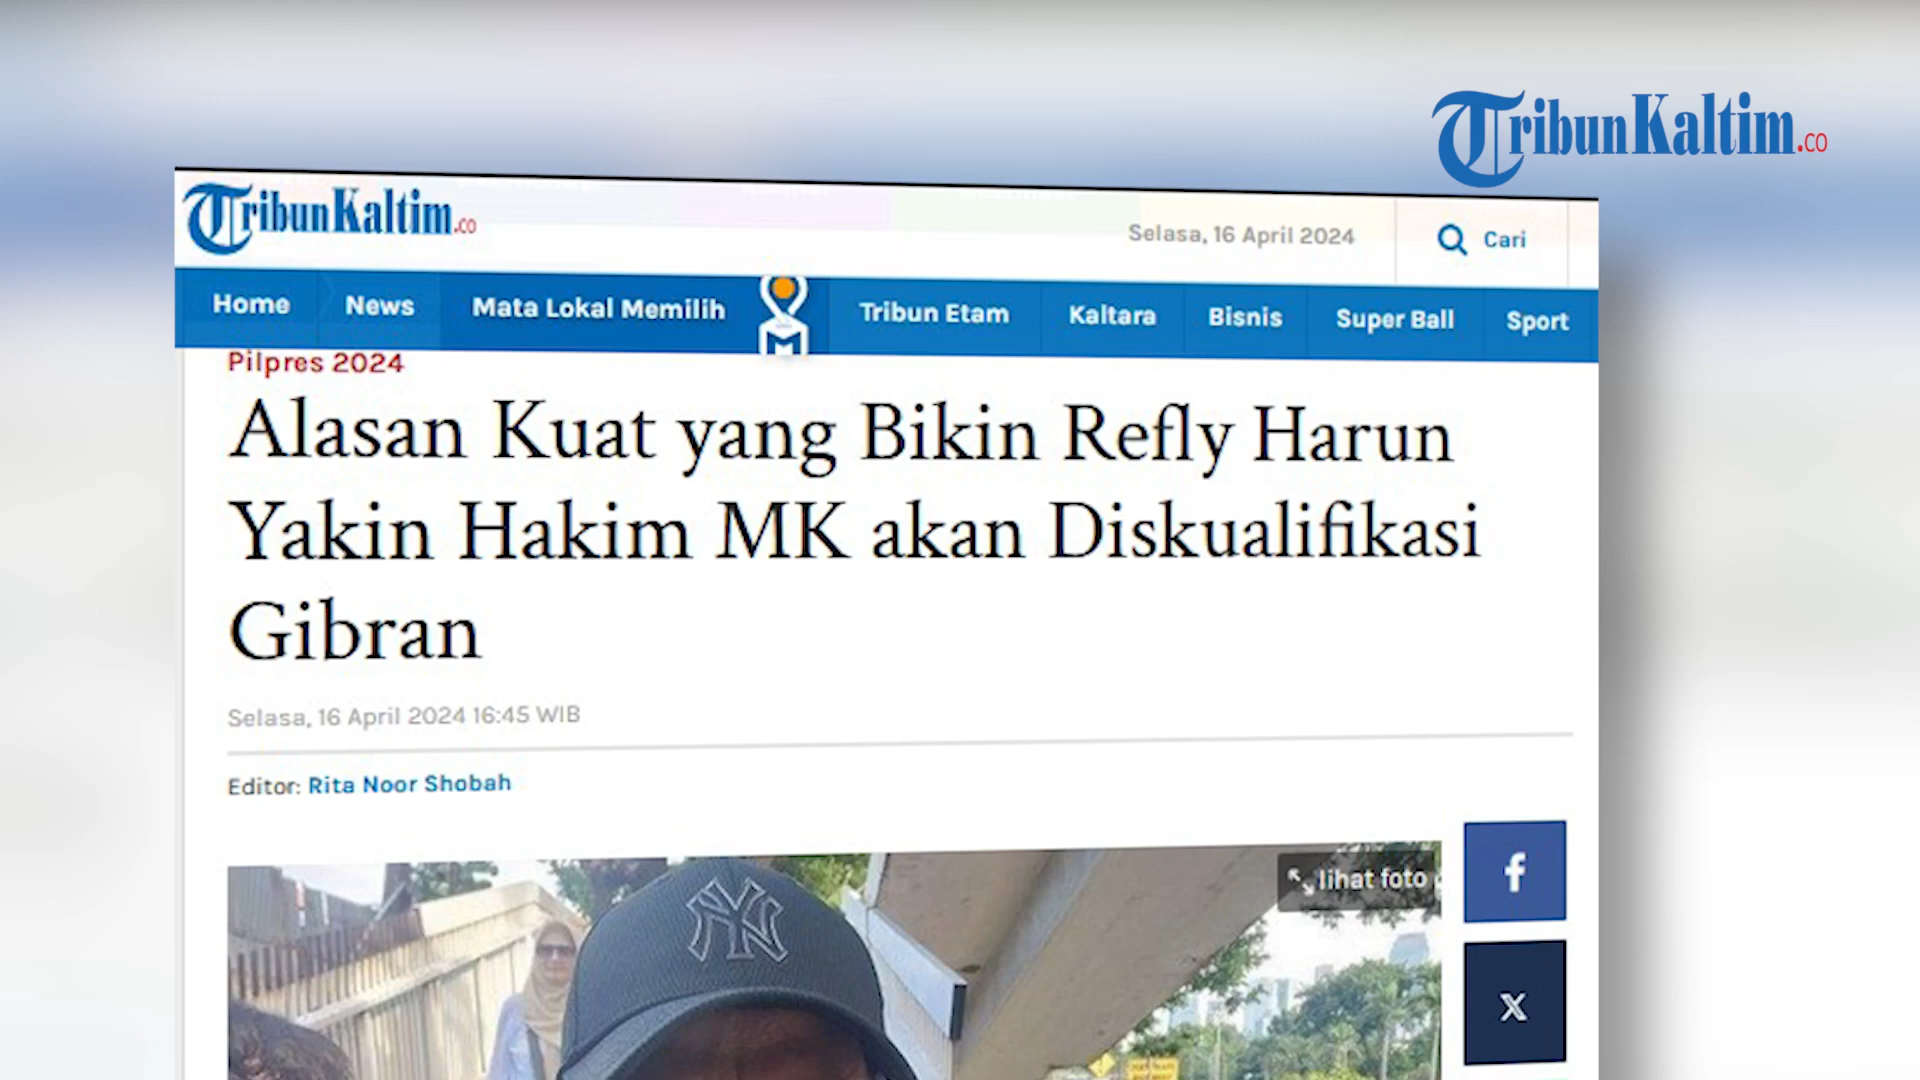 TribunKaltim.co
TribunKaltim.co
Selasa, 16 April 2024
Cari
Home
News
Mata Lokal Memilih
Tribun Etam
Kaltara
Bisnis
Super Ball
Sport
Pilpres 2024
Alasan Kuat yang Bikin Refly Harun
Yakin Hakim MK akan Diskualifikasi
Gibran
Selasa, 16 April 2024 16:45 WIB
Editor: Rita Noor Shobah
lihat foto
f
X
NY